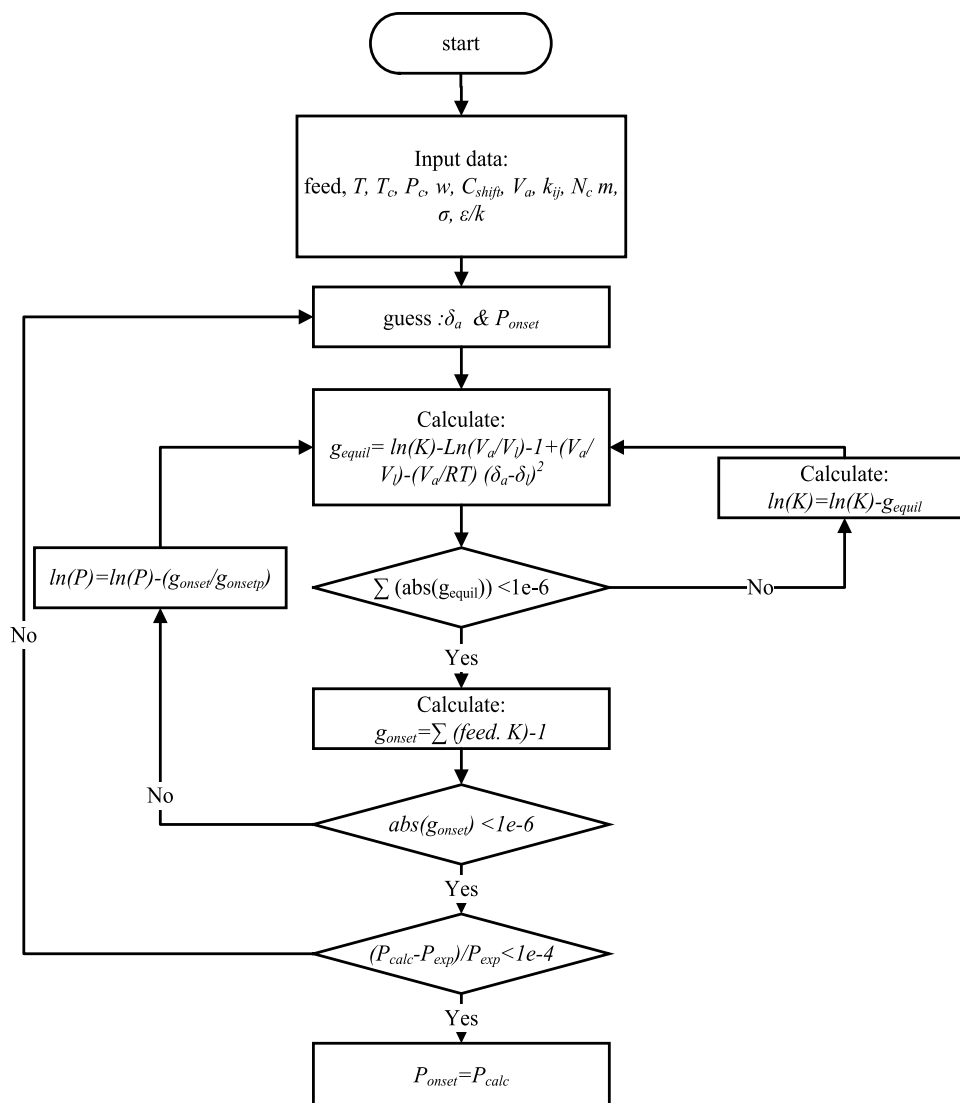 start
Input data:
feed, T, T_c, P_c, w, C_shift, V_a, k_ij, N_c m,
σ, ε/k
guess :δ_a & P_onset
Calculate:
g_equil= ln(K)-Ln(V_a/V_l)-1+(V_a/
V_l)-(V_a/RT) (δ_a-δ_l)^2
Calculate:
ln(K)=ln(K)-g_equil
ln(P)=ln(P)-(g_onset/g_onsetp)
∑ (abs(g_equil)) <1e-6
No
No
Yes
Calculate:
g_onset=∑ (feed. K)-1
No
abs(g_onset) <1e-6
Yes
(P_calc-P_exp)/P_exp<1e-4
Yes
P_onset=P_calc